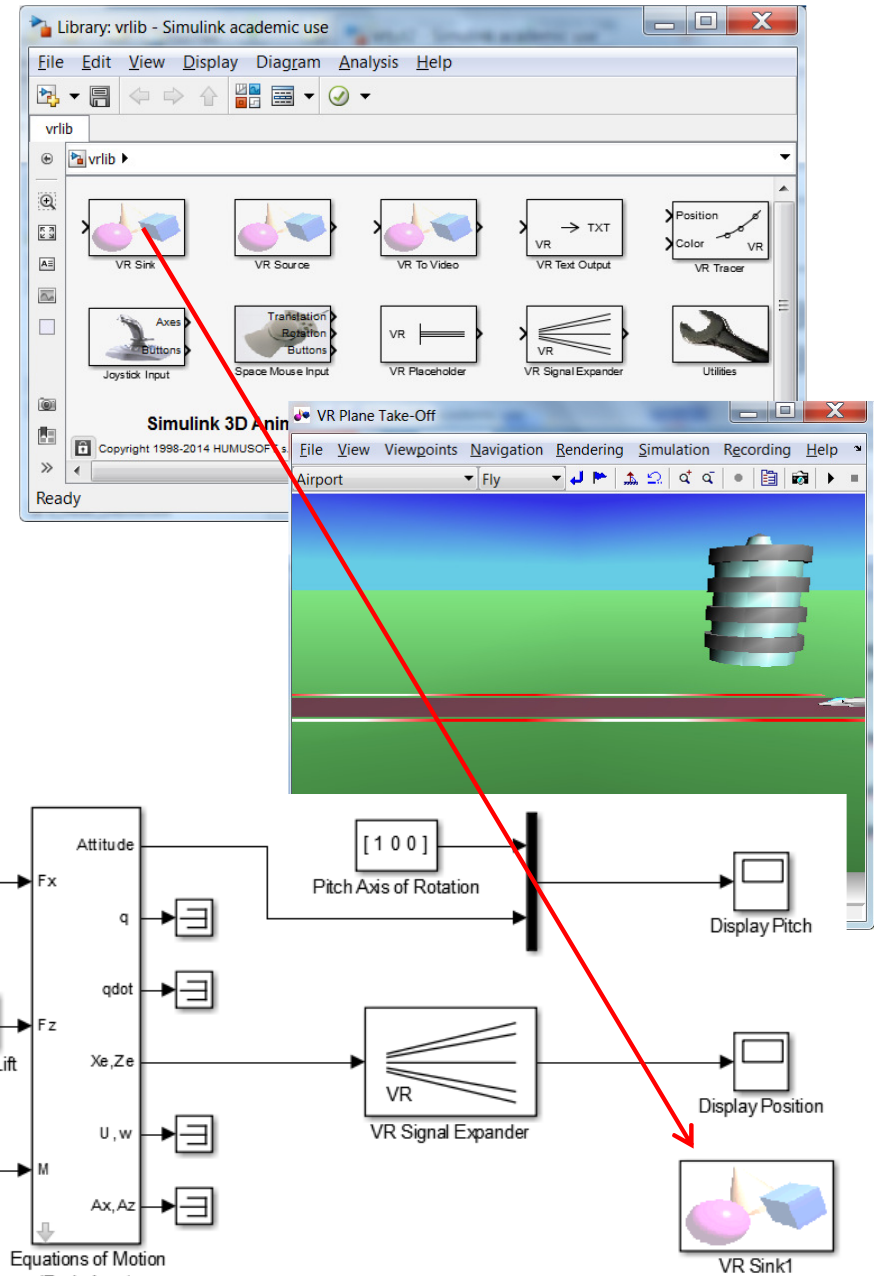 Library: vrlib - Simulink academic use
File Edit View Display Diagram Analysis Help
vrlib
vrlib
VR Sink
VR Source
VR To Video
VR → TXT
VR Text Output
Position
Color VR
VR Tracer
Axes
Buttons
Joystick Input
Translation
Rotation
Buttons
Space Mouse Input
VR
VR Placeholder
VR
VR Signal Expander
Utilities
Simulink 3D Anim
Copyright 1998-2014 HUMUSOFT s.
Ready
VR Plane Take-Off
File View Viewpoints Navigation Rendering Simulation Recording Help
Airport Fly
Attitude
Fx
q
qdot
Fz
Lift
Xe,Ze
U , w
M
Ax, Az
Equations of Motion
[ 1 0 0 ]
Pitch Axis of Rotation
Display Pitch
VR
VR Signal Expander
Display Position
VR Sink1